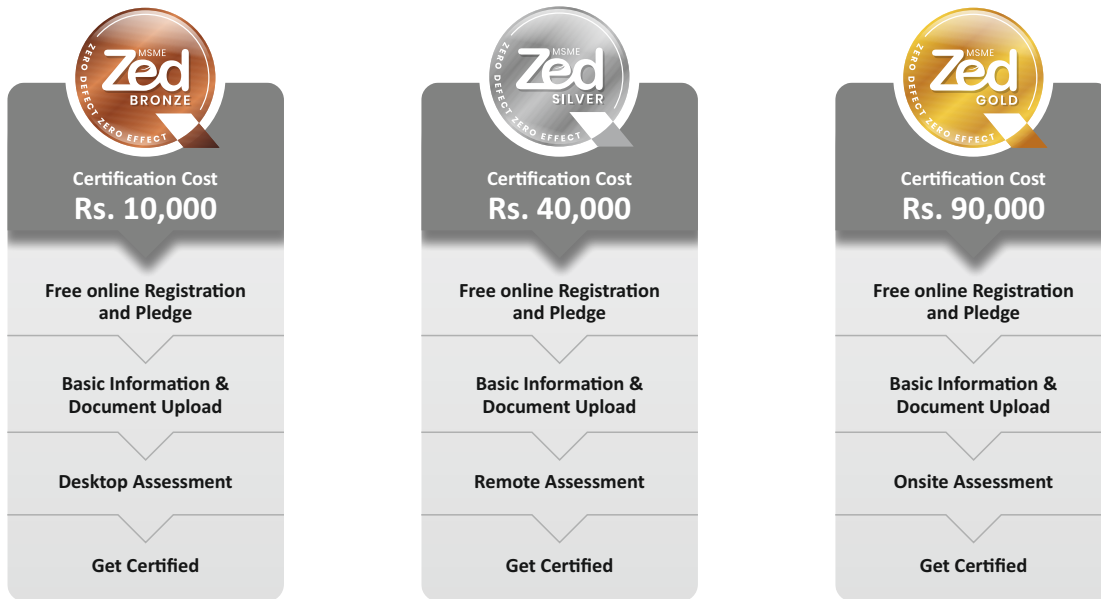 MSME
Zed
BRONZE
ZERO DEFECT ZERO EFFECT
Certification Cost
Rs. 10,000
Free online Registration
and Pledge
Basic Information &
Document Upload
Desktop Assessment
Get Certified
MSME
Zed
SILVER
ZERO DEFECT ZERO EFFECT
Certification Cost
Rs. 40,000
Free online Registration
and Pledge
Basic Information &
Document Upload
Remote Assessment
Get Certified
MSME
Zed
GOLD
ZERO DEFECT ZERO EFFECT
Certification Cost
Rs. 90,000
Free online Registration
and Pledge
Basic Information &
Document Upload
Onsite Assessment
Get Certified